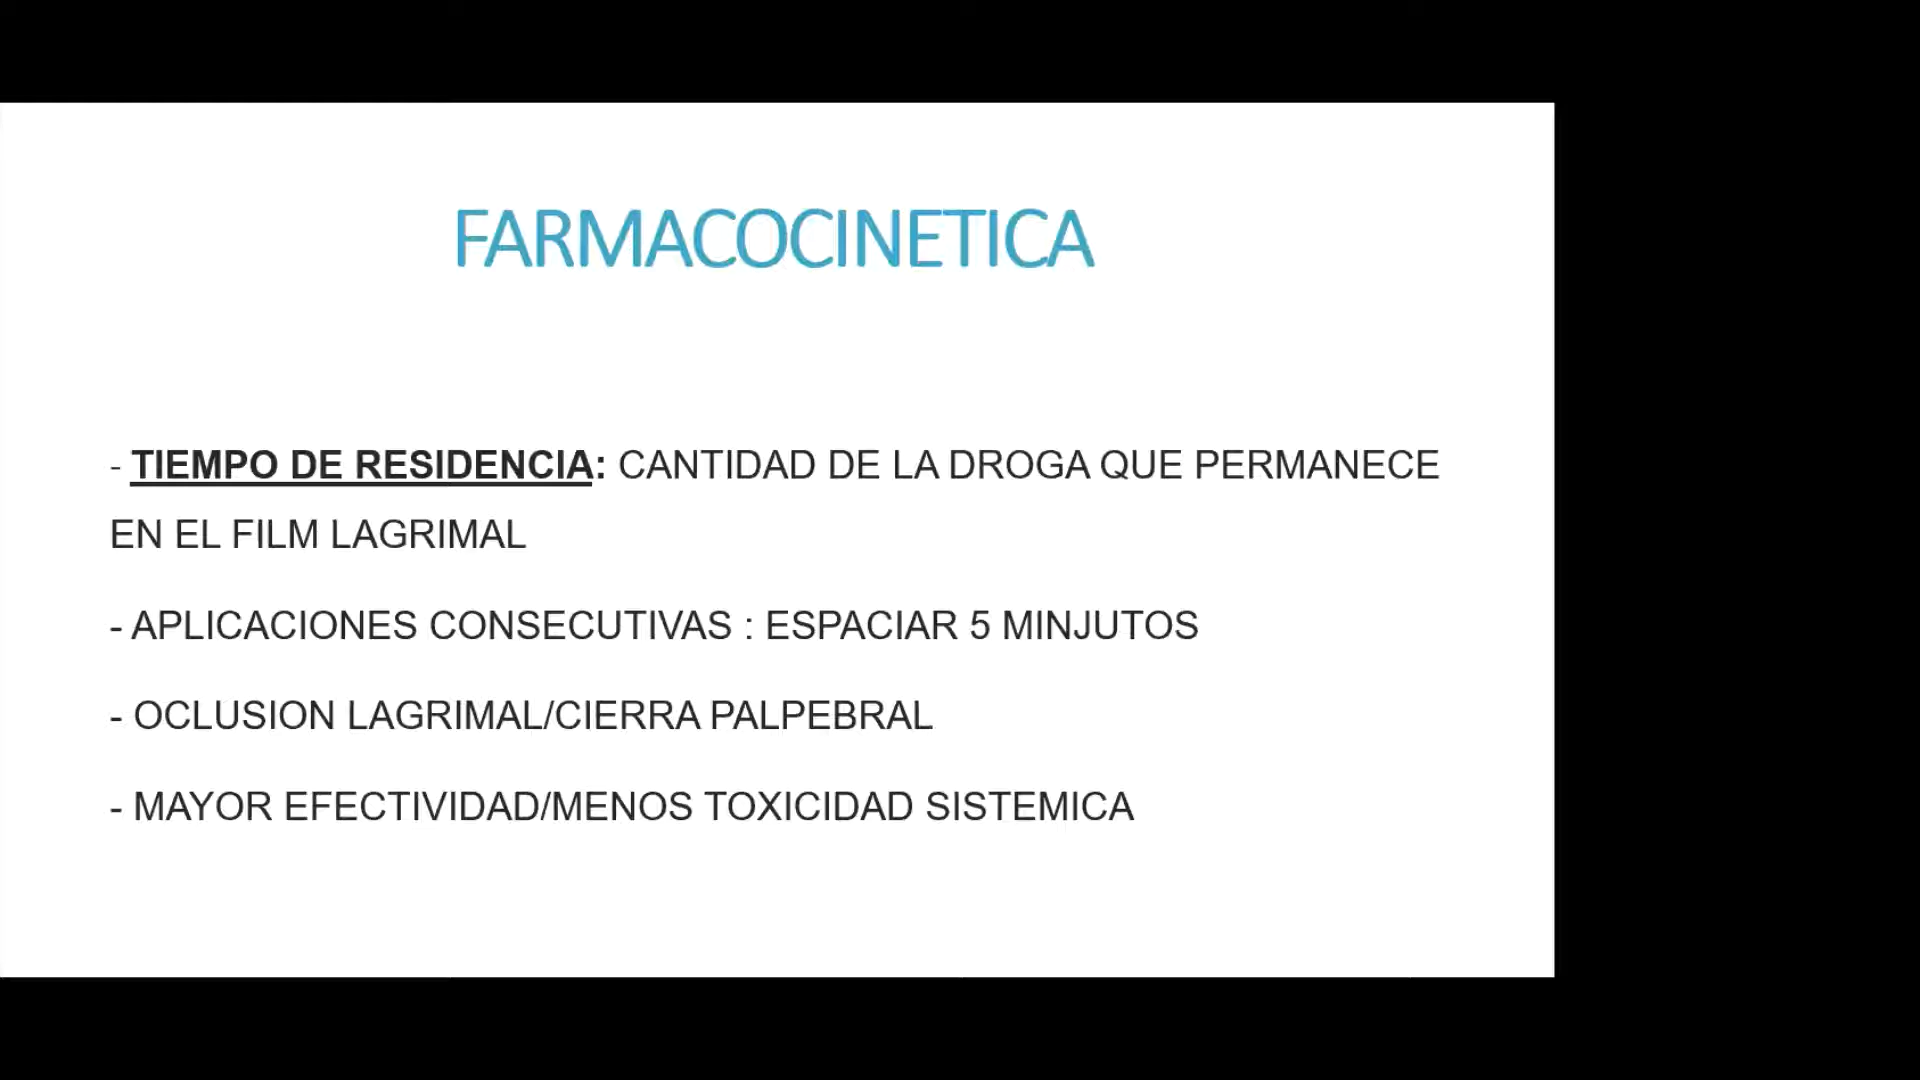 FARMACOCINETICA
- TIEMPO DE RESIDENCIA: CANTIDAD DE LA DROGA QUE PERMANECE
EN EL FILM LAGRIMAL
- APLICACIONES CONSECUTIVAS : ESPACIAR 5 MINJUTOS
- OCLUSION LAGRIMAL/CIERRA PALPEBRAL
- MAYOR EFECTIVIDAD/MENOS TOXICIDAD SISTEMICA